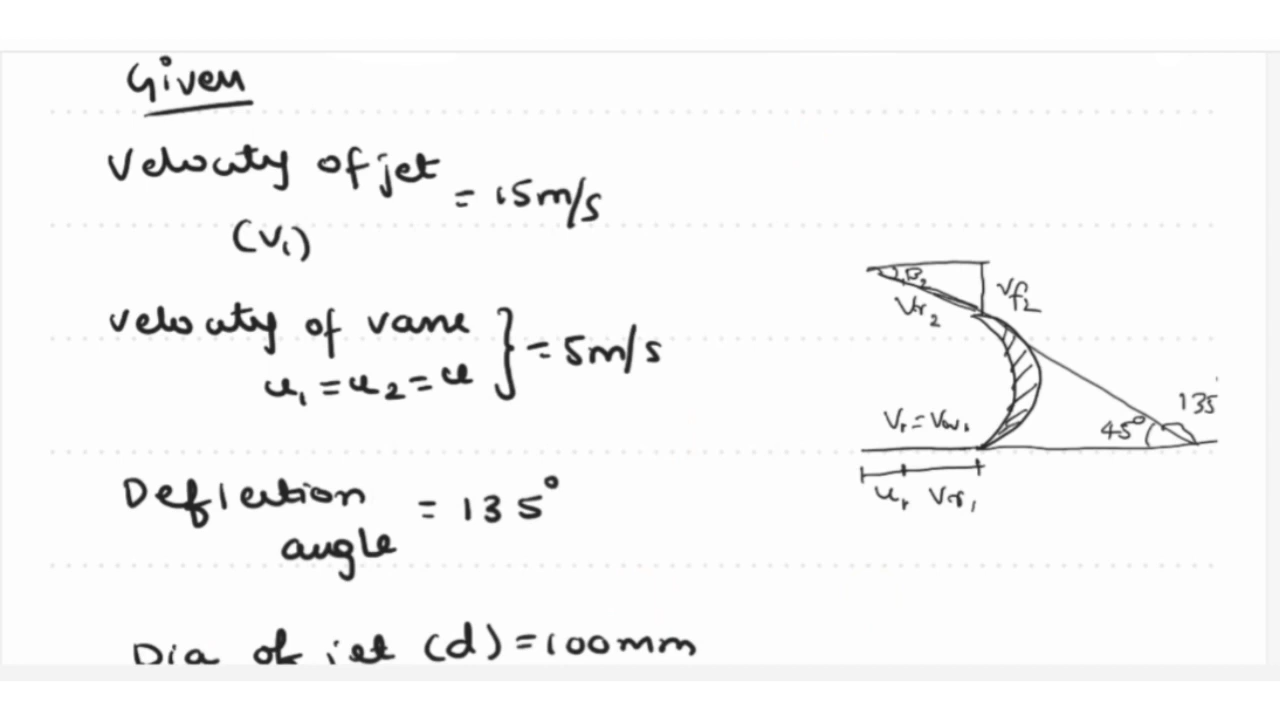 Given
Velocity of jet = 15m/s
(V₁)
Velocity of vane } = 5m/s
u₁ = u₂ = u
Deflection = 135°
angle
Dia of jet (d) = 100mm
β₂
Vf₂
Vr₂
V₁ = Vw₁
45°
135
u₁ Vr₁